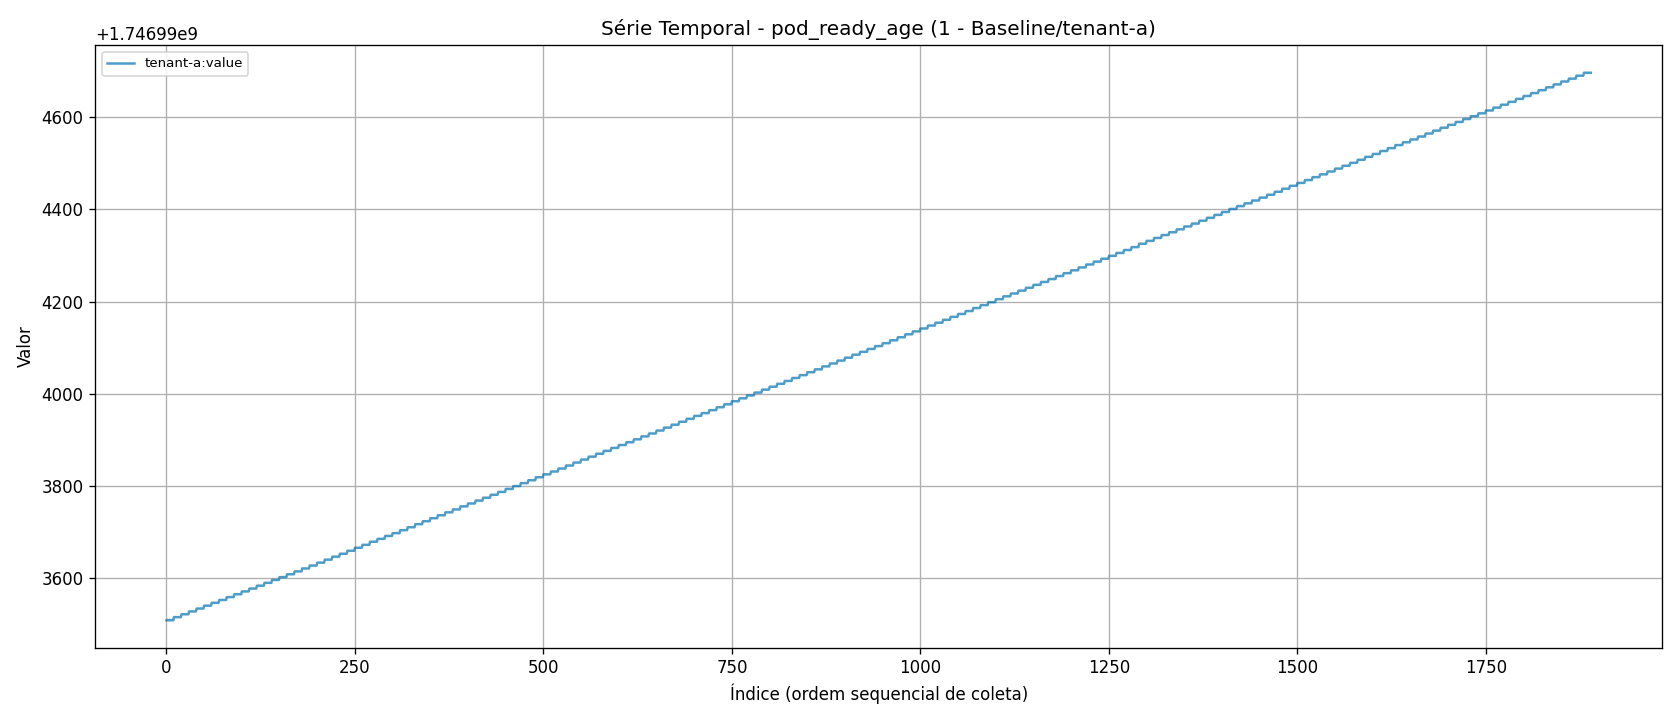 Série Temporal - pod_ready_age (1 - Baseline/tenant-a)
+1.74699e9
tenant-a:value
4600
4400
4200
4000
3800
3600
Valor
0 250 500 750 1000 1250 1500 1750
Índice (ordem sequencial de coleta)